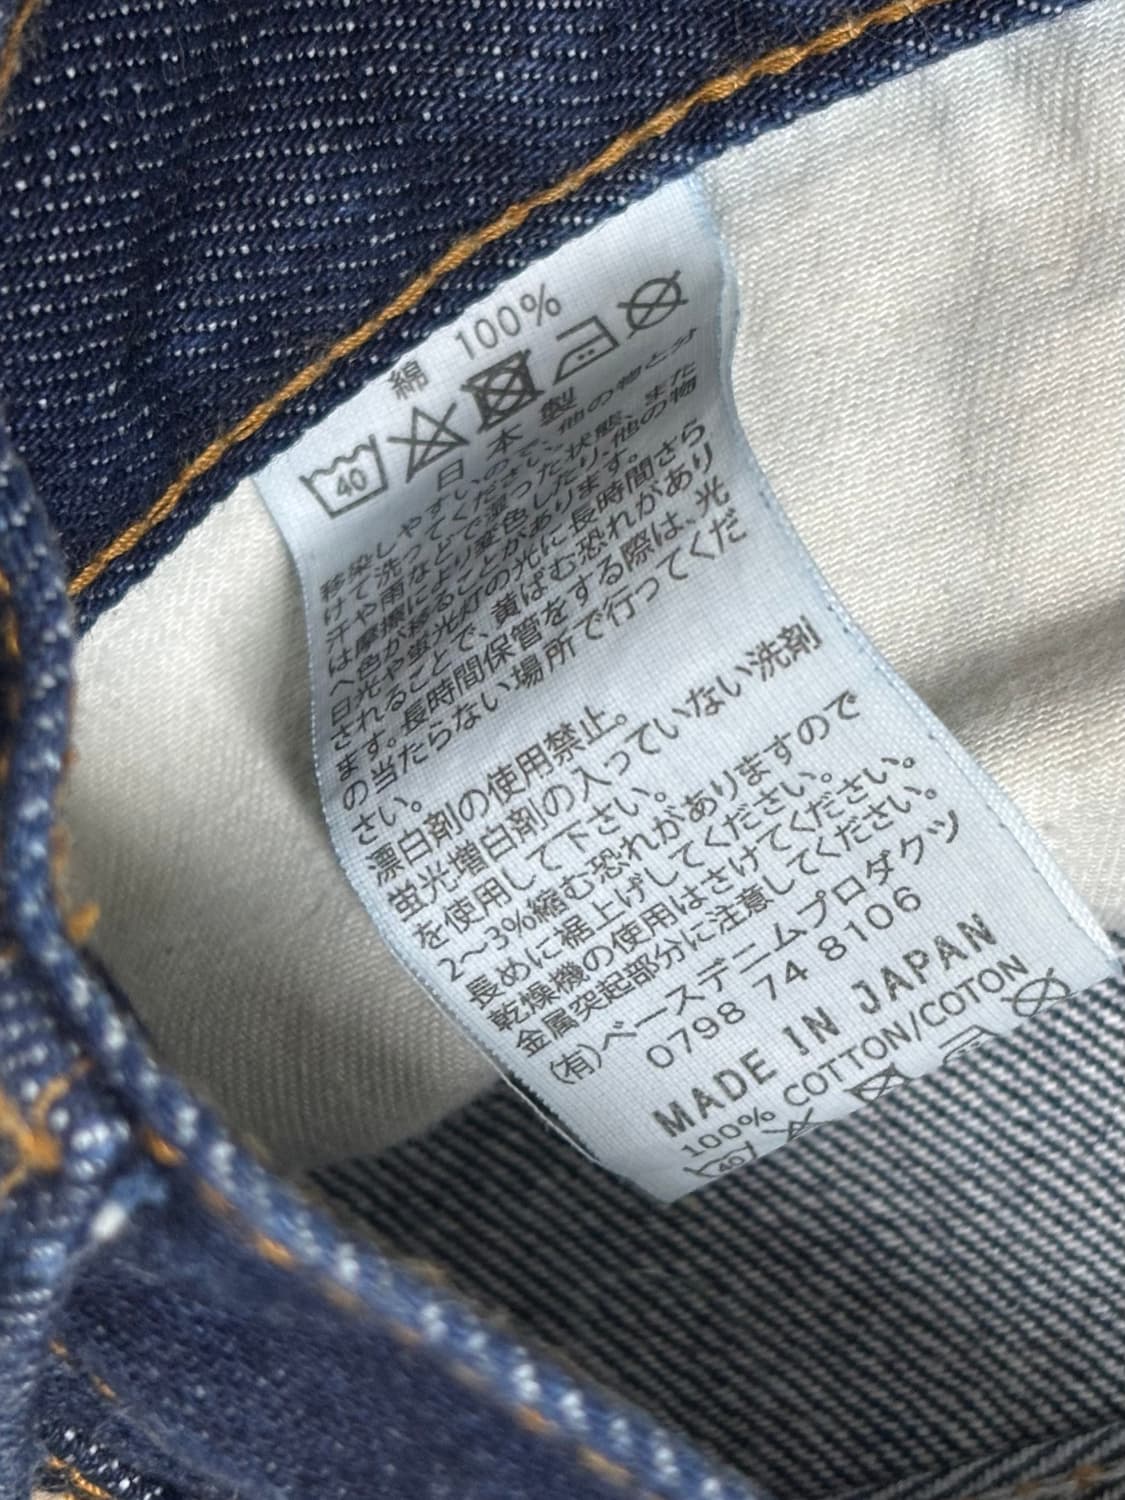 綿 100%
40
日本製
移染しやすいので、他の物と分
けて洗ってください。
汗や雨などで湿った状態、また
は摩擦により変色したり、他の物
へ色が移ることがあります。
日光や蛍光灯の光に長時間さら
されることで、黄ばむ恐れがあり
ます。長時間保管をする際は、光
の当たらない場所で行ってくだ
さい。
漂白剤の使用禁止。
蛍光増白剤の入っていない洗剤
を使用して下さい。
2～3%縮む恐れがありますので
長めに裾上げしてください。
乾燥機の使用はさけてください。
金属突起部分に注意してください。
(有)ベースデニムプロダクツ
0798 74 8106
MADE IN JAPAN
100% COTTON/COTON
40